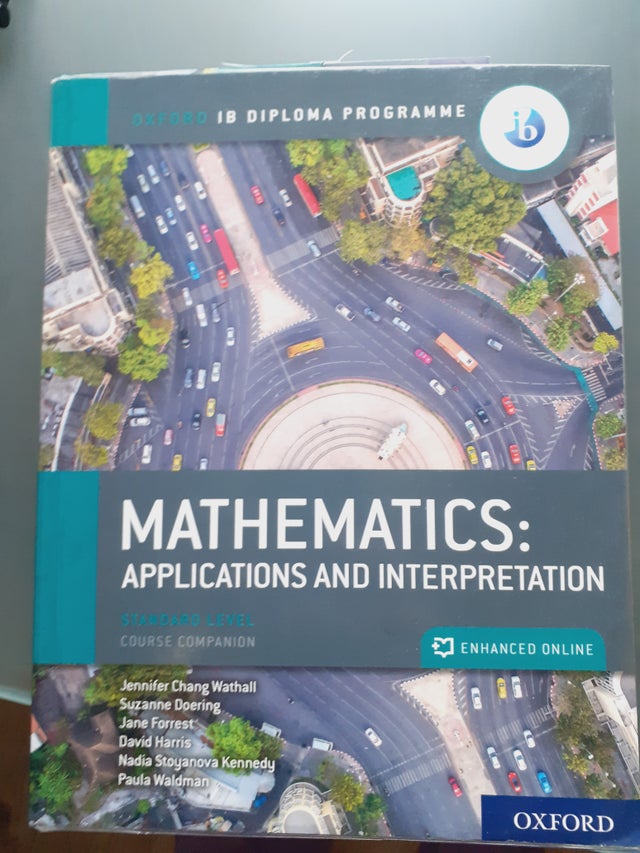 OXFORD IB DIPLOMA PROGRAMME
ib
MATHEMATICS:
APPLICATIONS AND INTERPRETATION
STANDARD LEVEL
COURSE COMPANION
ENHANCED ONLINE
Jennifer Chang Wathall
Suzanne Doering
Jane Forrest
David Harris
Nadia Stoyanova Kennedy
Paula Waldman
OXFORD